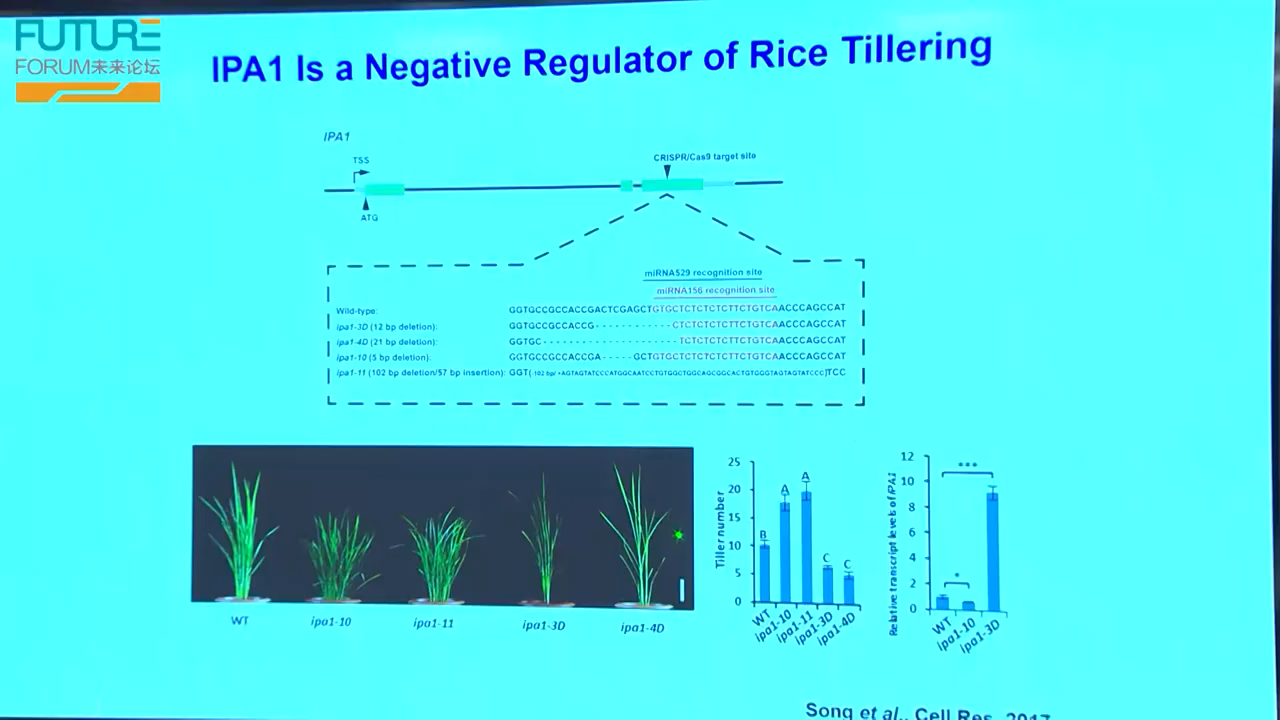 FUTURE
FORUM未来论坛
IPA1 Is a Negative Regulator of Rice Tillering
IPA1
TSS
CRISPR/Cas9 target site
ATG
miRNA529 recognition site
miRNA156 recognition site
Wild-type: GGTGCCGCCACCGACTCGAGCTGTGCTCTCTCTCTTCTGTCAACCCAGCCAT
ipa1-3D (12 bp deletion): GGTGCCGCCACCG------------CTCTCTCTCTTCTGTCAACCCAGCCAT
ipa1-4D (21 bp deletion): GGTGC---------------------TCTCTCTCTTCTGTCAACCCAGCCAT
ipa1-10 (5 bp deletion): GGTGCCGCCACCGA-----GCTGTGCTCTCTCTCTTCTGTCAACCCAGCCAT
ipa1-11 (102 bp deletion/57 bp insertion): GGT
TCC
WT
ipa1-10
ipa1-11
ipa1-3D
ipa1-4D
Tiller number
25
20
15
10
5
0
B
A
A
C
C
WT
ipa1-10
ipa1-11
ipa1-3D
ipa1-4D
Relative transcript levels of IPA1
12
10
8
6
4
2
0
*
***
WT
ipa1-10
ipa1-3D
Song et al., Cell Res, 2017